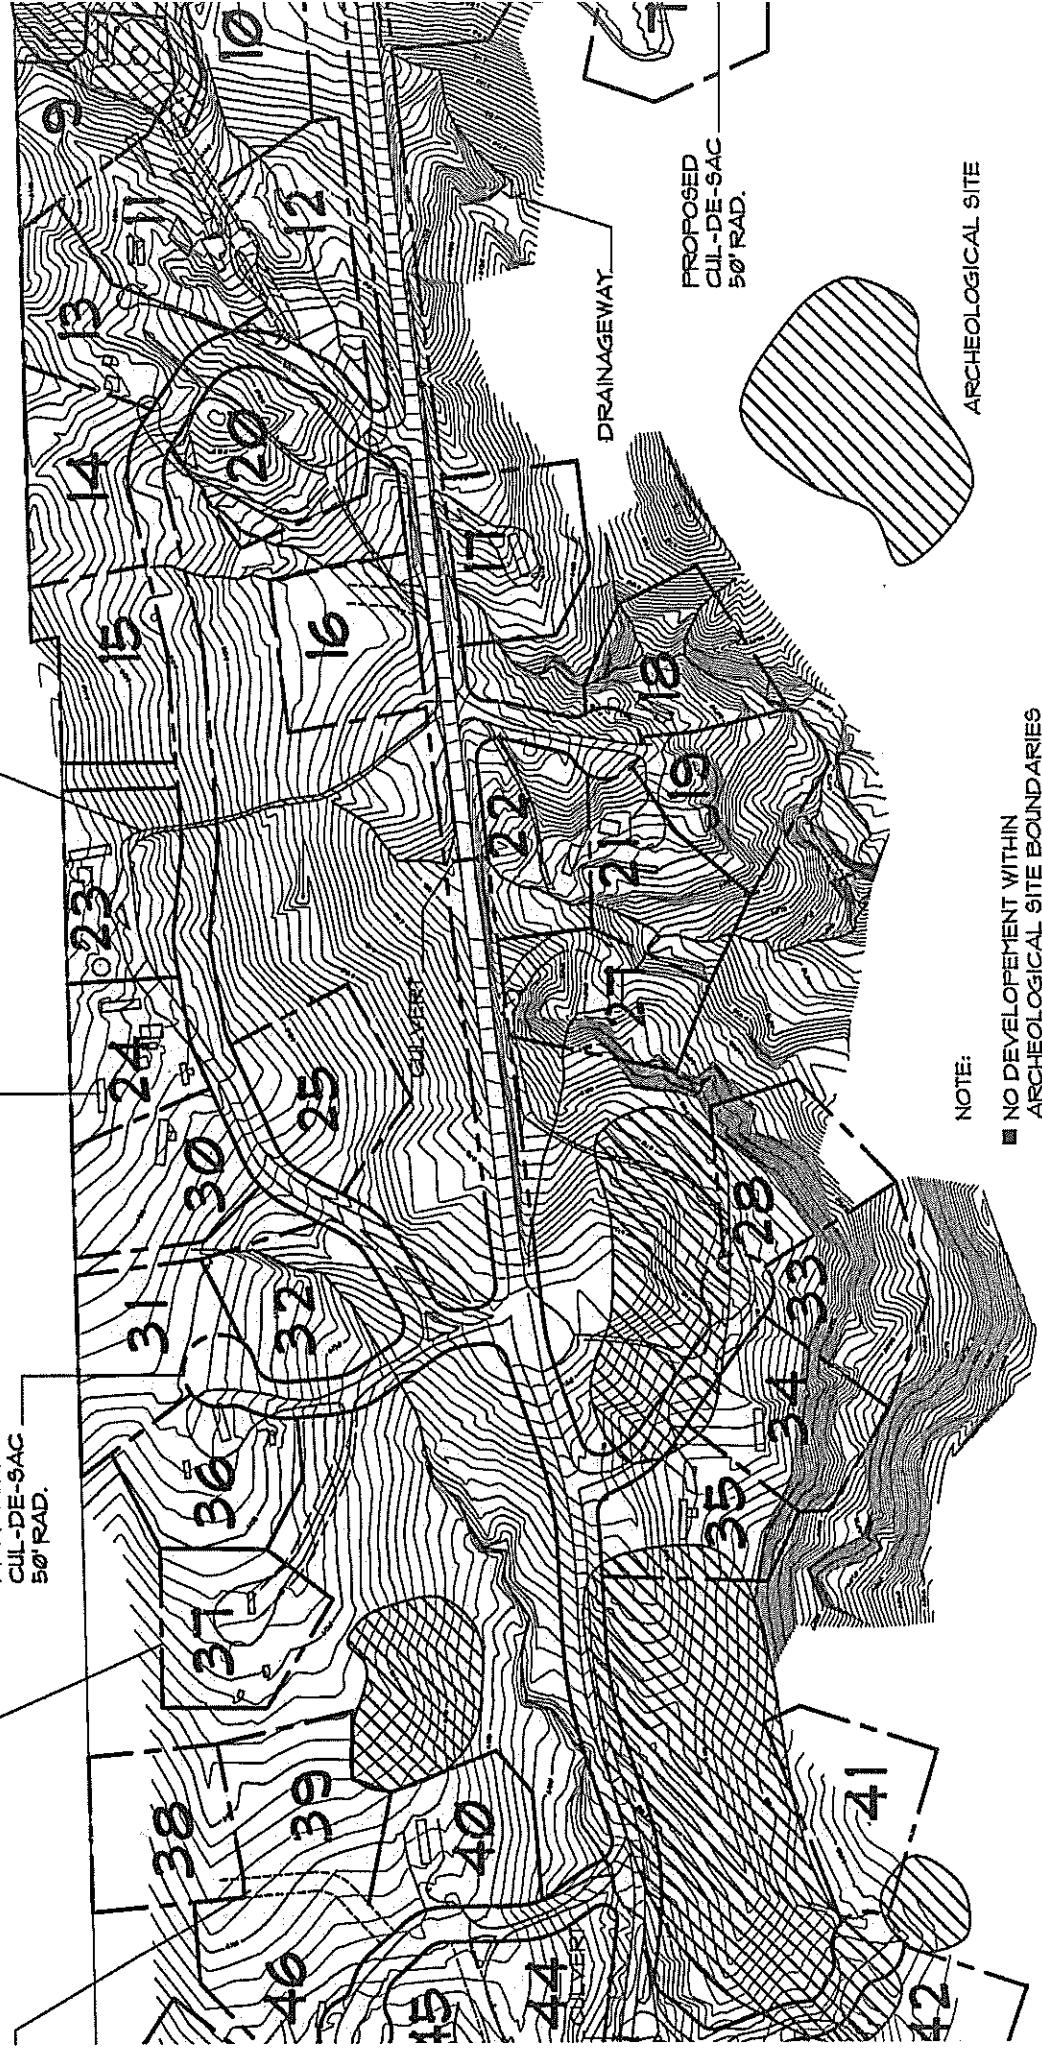 9
10
11
12
13
14
15
16
17
18
19
20
21
22
23
24
25
27
28
30
31
32
33
34
35
36
37
38
39
40
41
42
44
45
46
CULVERT
CULVERT
CUL-DE-SAC
50' RAD.
DRAINAGEWAY
PROPOSED
CUL-DE-SAC
50' RAD.
ARCHEOLOGICAL SITE
NOTE:
■ NO DEVELOPEMENT WITHIN
ARCHEOLOGICAL SITE BOUNDARIES